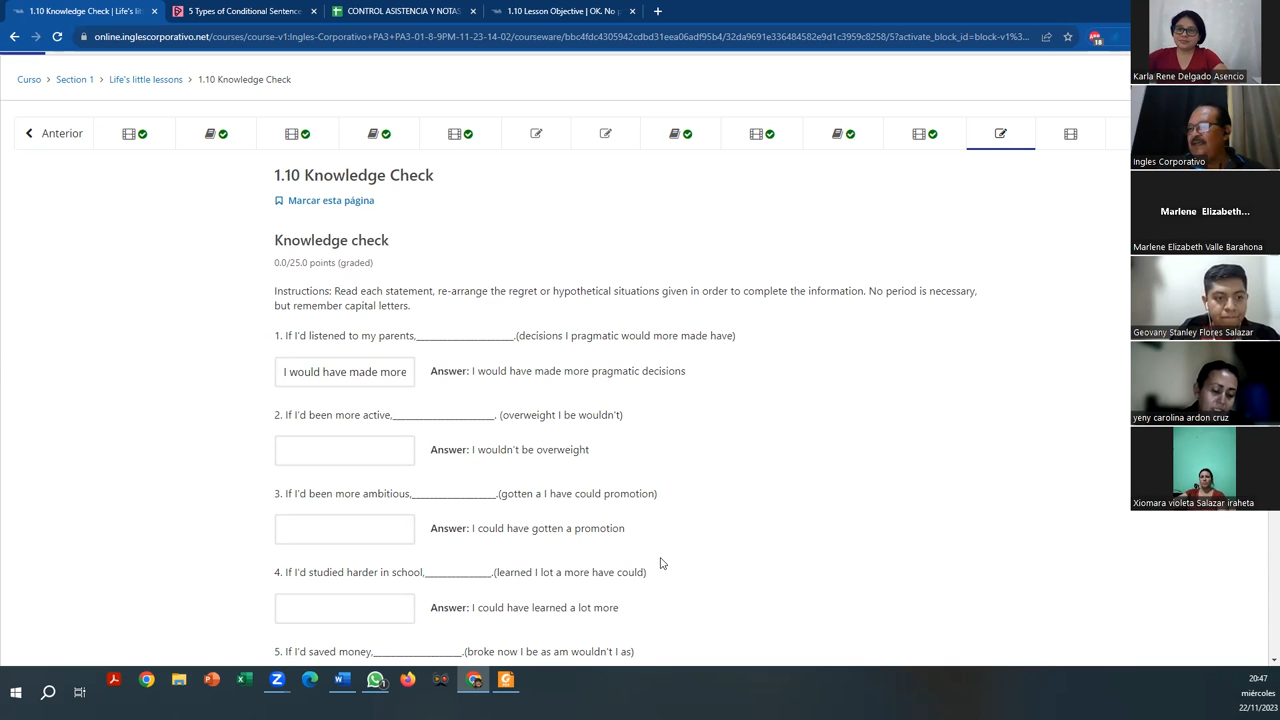 1.10 Knowledge Check | Life's lit
5 Types of Conditional Sentence
CONTROL ASISTENCIA Y NOTAS
1.10 Lesson Objective | OK. No p
online.inglescorporativo.net/courses/course-v1:Ingles-Corporativo+PA3+PA3-01-8-9PM-11-23-14-02/courseware/bbc4fdc4305942cdbd31eea06adf95b4/32da9691e336484582e9d1c3959c8258/5?activate_block_id=block-v1%3...
18
Curso > Section 1 > Life's little lessons > 1.10 Knowledge Check
Anterior
1.10 Knowledge Check
Marcar esta página
Knowledge check
0.0/25.0 points (graded)
Instructions: Read each statement, re-arrange the regret or hypothetical situations given in order to complete the information. No period is necessary,
but remember capital letters.
1. If I'd listened to my parents,___________________.(decisions I pragmatic would more made have)
I would have made more
Answer: I would have made more pragmatic decisions
2. If I'd been more active,____________________. (overweight I be wouldn't)
Answer: I wouldn't be overweight
3. If I'd been more ambitious,_________________.(gotten a I have could promotion)
Answer: I could have gotten a promotion
4. If I'd studied harder in school,_____________.(learned I lot a more have could)
Answer: I could have learned a lot more
5. If I'd saved money,__________________.(broke now I be as am wouldn't I as)
Karla Rene Delgado Asencio
Ingles Corporativo
Marlene Elizabeth...
Marlene Elizabeth Valle Barahona
Geovany Stanley Flores Salazar
yeny carolina ardon cruz
Xiomara violeta Salazar iraheta
1
20:47
miércoles
22/11/2023